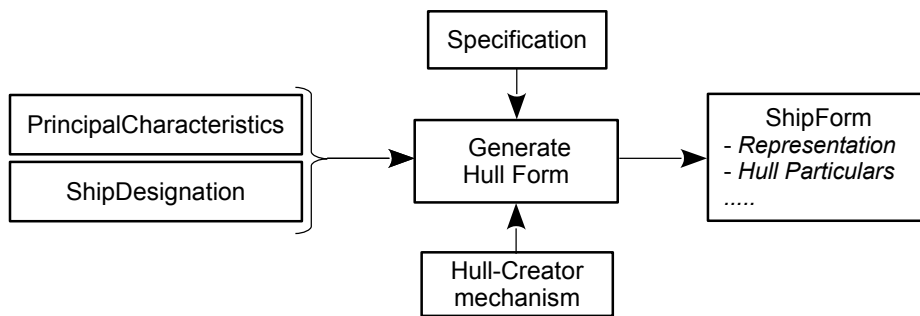 Specification
PrincipalCharacteristics
ShipDesignation
Generate
Hull Form
ShipForm
- Representation
- Hull Particulars
.....
Hull-Creator
mechanism